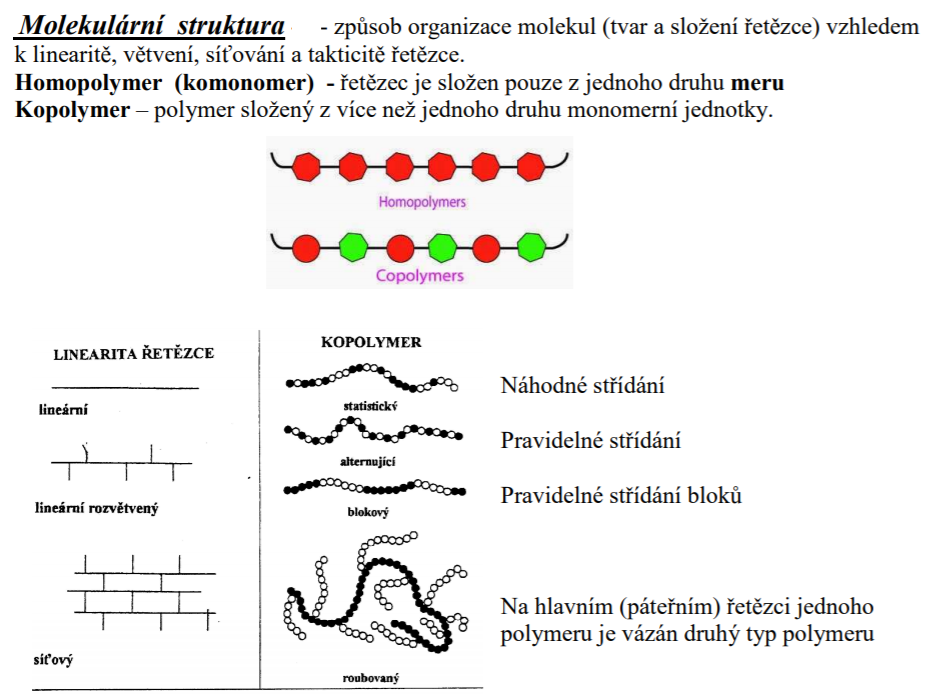 Molekulární struktura - způsob organizace molekul (tvar a složení řetězce) vzhledem
k linearitě, větvení, síťování a takticitě řetězce.
Homopolymer (komonomer) - řetězec je složen pouze z jednoho druhu meru
Kopolymer – polymer složený z více než jednoho druhu monomerní jednotky.
Homopolymers
Copolymers
LINEARITA ŘETĚZCE
lineární
lineární rozvětvený
síťový
KOPOLYMER
statistický
Náhodné střídání
alternující
Pravidelné střídání
blokový
Pravidelné střídání bloků
roubovaný
Na hlavním (páteřním) řetězci jednoho
polymeru je vázán druhý typ polymeru